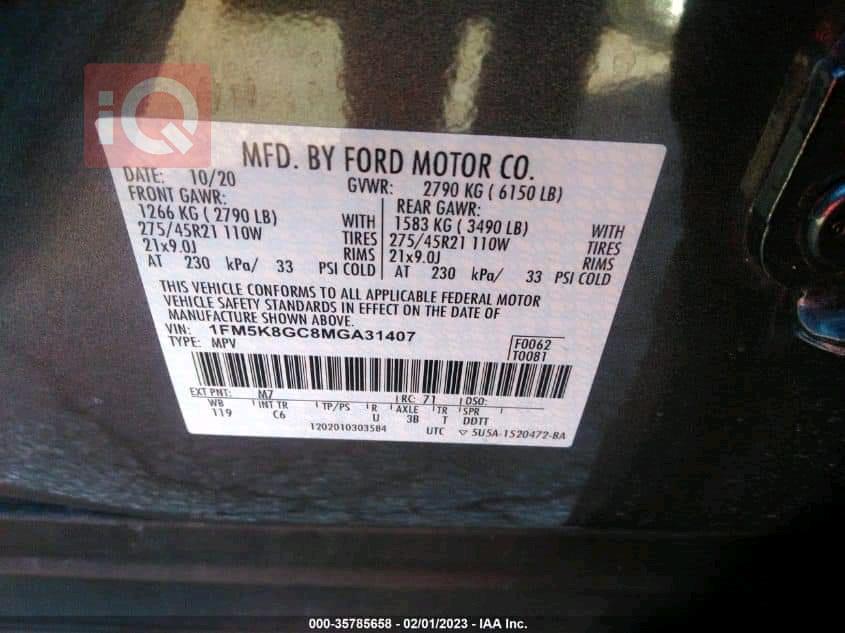 iQ
MFD. BY FORD MOTOR CO.
DATE: 10/20 GVWR: 2790 KG ( 6150 LB)
FRONT GAWR: REAR GAWR:
1266 KG ( 2790 LB) WITH 1583 KG ( 3490 LB) WITH
275/45R21 110W TIRES 275/45R21 110W TIRES
21x9.0J RIMS 21x9.0J RIMS
AT 230 kPa/ 33 PSI COLD AT 230 kPa/ 33 PSI COLD
THIS VEHICLE CONFORMS TO ALL APPLICABLE FEDERAL MOTOR
VEHICLE SAFETY STANDARDS IN EFFECT ON THE DATE OF
MANUFACTURE SHOWN ABOVE.
VIN: 1FM5K8GC8MGA31407
TYPE: MPV
F0062
T0081
EXT PNT: M7 RC: 71 DSO:
WB INT TR TP/PS R AXLE TR SPR
119 C6 U 3B T DDTT
1202010303584 UTC ▽ 5U5A-1520472-BA
000-35785658 - 02/01/2023 - IAA Inc.